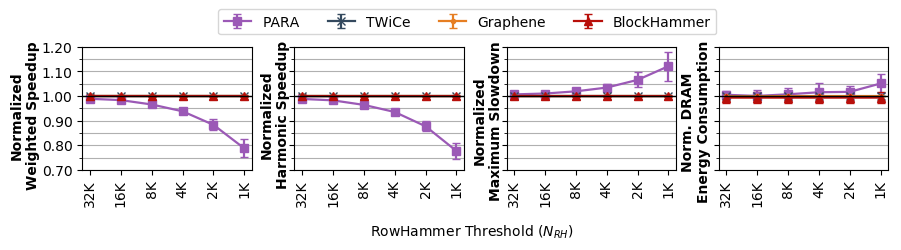 PARA TWiCe Graphene BlockHammer
Normalized
Weighted Speedup
1.20
1.10
1.00
0.90
0.80
0.70
32K 16K 8K 4K 2K 1K
Normalized
Harmonic Speedup
32K 16K 8K 4K 2K 1K
Normalized
Maximum Slowdown
32K 16K 8K 4K 2K 1K
Norm. DRAM
Energy Consumption
32K 16K 8K 4K 2K 1K
RowHammer Threshold (N_RH)